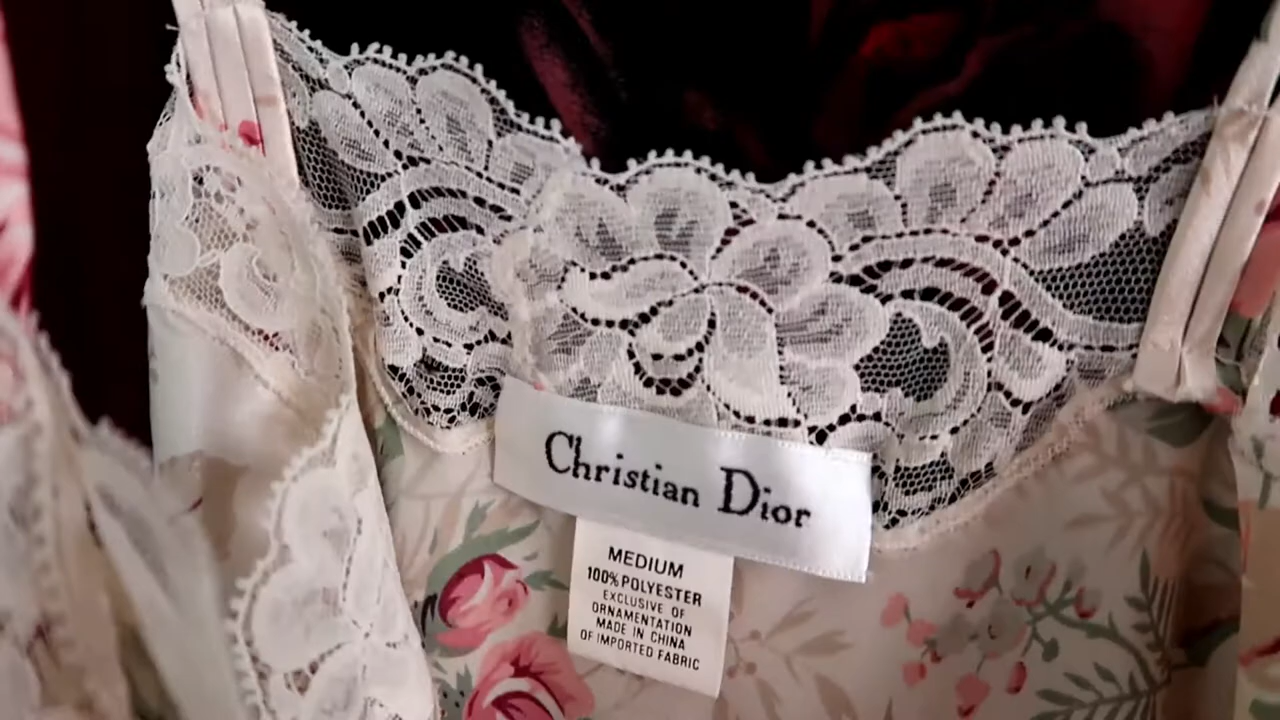 Christian Dior
MEDIUM
100% POLYESTER
EXCLUSIVE OF
ORNAMENTATION
MADE IN CHINA
OF IMPORTED FABRIC